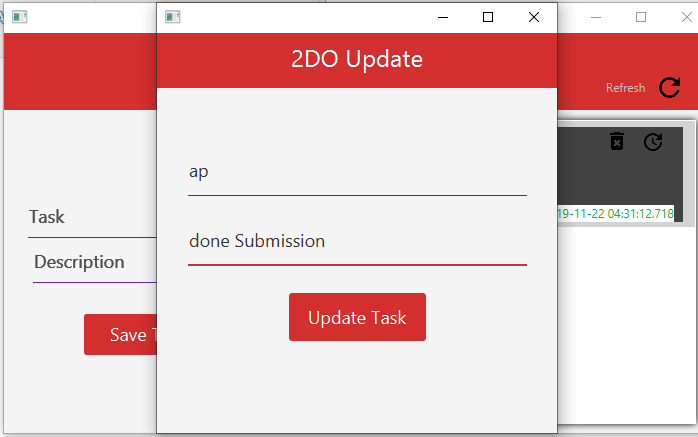 2DO Update
Refresh
ap
Task
19-11-22 04:31:12.718
done Submission
Description
Update Task
Save T